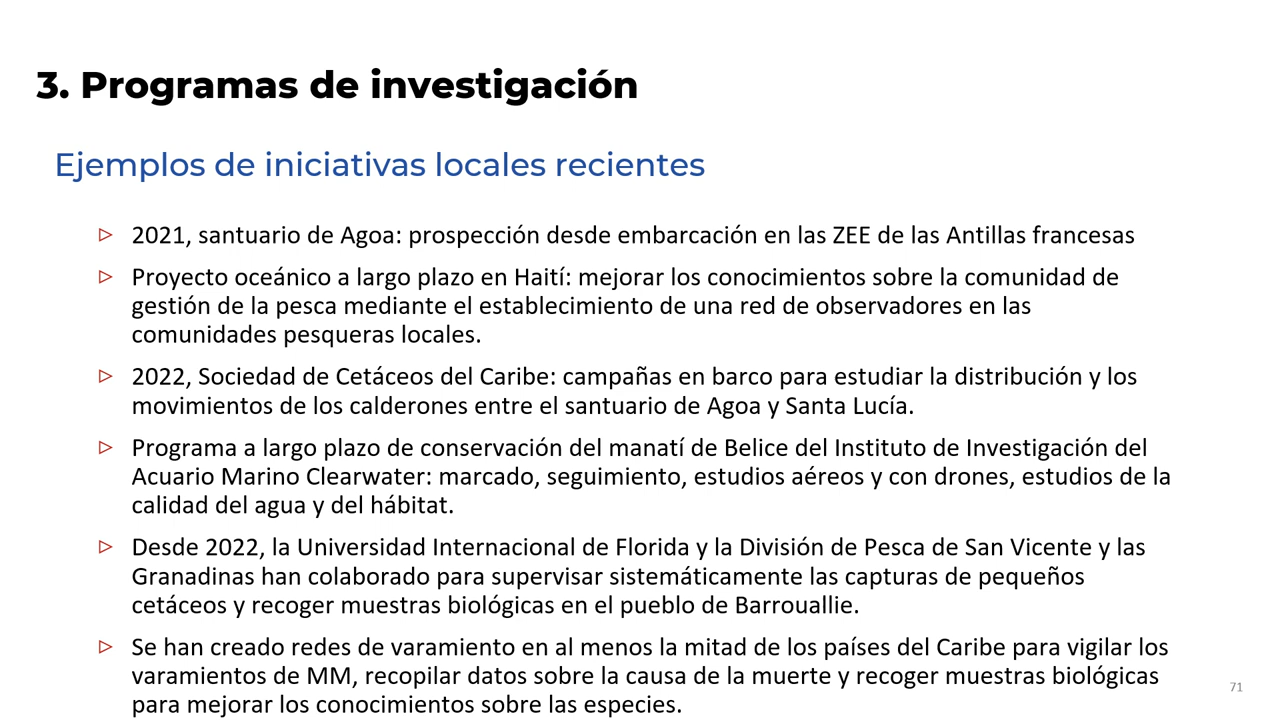 3. Programas de investigación
Ejemplos de iniciativas locales recientes
▷ 2021, santuario de Agoa: prospección desde embarcación en las ZEE de las Antillas francesas
▷ Proyecto oceánico a largo plazo en Haití: mejorar los conocimientos sobre la comunidad de
gestión de la pesca mediante el establecimiento de una red de observadores en las
comunidades pesqueras locales.
▷ 2022, Sociedad de Cetáceos del Caribe: campañas en barco para estudiar la distribución y los
movimientos de los calderones entre el santuario de Agoa y Santa Lucía.
▷ Programa a largo plazo de conservación del manatí de Belice del Instituto de Investigación del
Acuario Marino Clearwater: marcado, seguimiento, estudios aéreos y con drones, estudios de la
calidad del agua y del hábitat.
▷ Desde 2022, la Universidad Internacional de Florida y la División de Pesca de San Vicente y las
Granadinas han colaborado para supervisar sistemáticamente las capturas de pequeños
cetáceos y recoger muestras biológicas en el pueblo de Barrouallie.
▷ Se han creado redes de varamiento en al menos la mitad de los países del Caribe para vigilar los
varamientos de MM, recopilar datos sobre la causa de la muerte y recoger muestras biológicas
para mejorar los conocimientos sobre las especies.
71